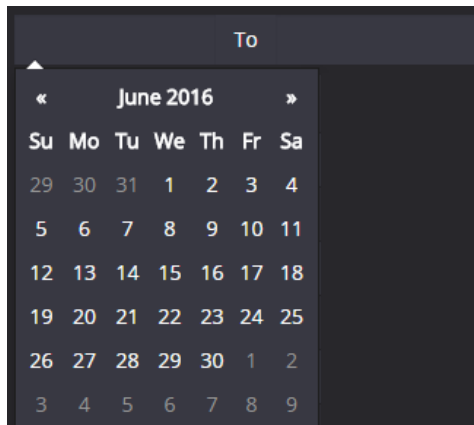 To
« June 2016 »
Su Mo Tu We Th Fr Sa
29 30 31 1 2 3 4
5 6 7 8 9 10 11
12 13 14 15 16 17 18
19 20 21 22 23 24 25
26 27 28 29 30 1 2
3 4 5 6 7 8 9